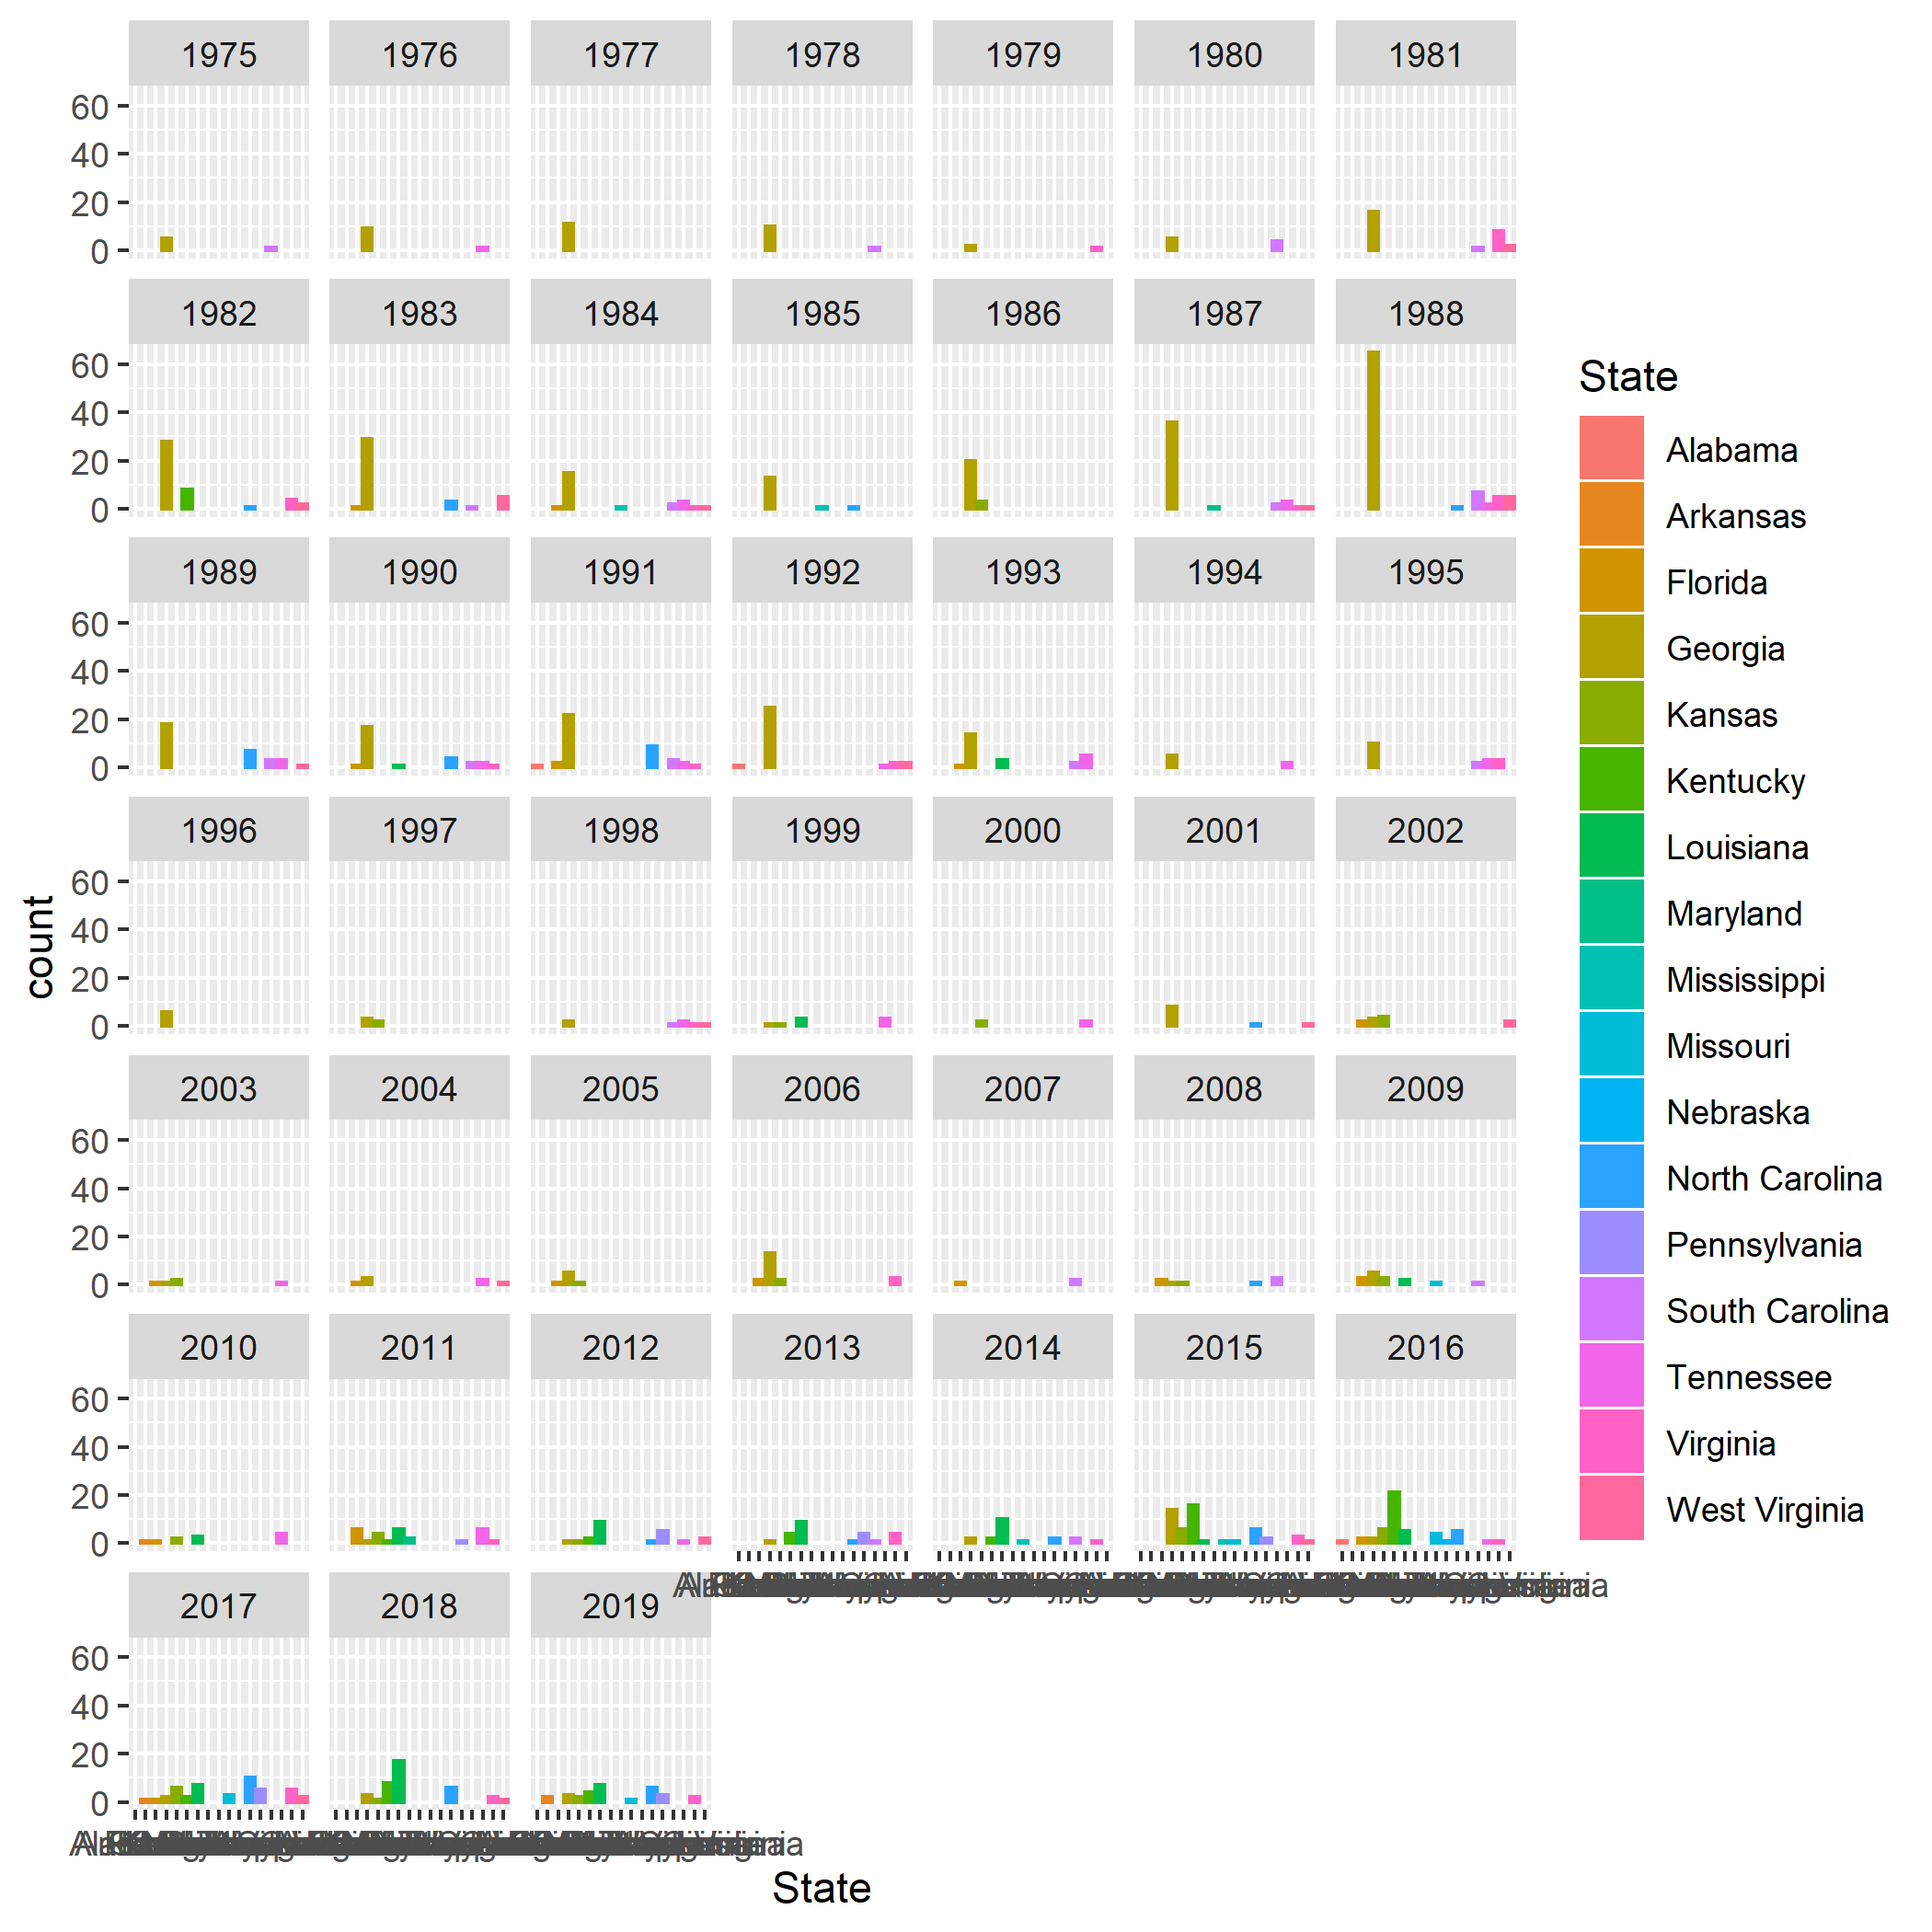 1975 1976 1977 1978 1979 1980 1981
60
40
20
0
1982 1983 1984 1985 1986 1987 1988
60
40
20
0
1989 1990 1991 1992 1993 1994 1995
60
40
20
0
1996 1997 1998 1999 2000 2001 2002
60
40
20
0
2003 2004 2005 2006 2007 2008 2009
60
40
20
0
2010 2011 2012 2013 2014 2015 2016
60
40
20
0
2017 2018 2019
60
40
20
0
count
State
State
Alabama
Arkansas
Florida
Georgia
Kansas
Kentucky
Louisiana
Maryland
Mississippi
Missouri
Nebraska
North Carolina
Pennsylvania
South Carolina
Tennessee
Virginia
West Virginia